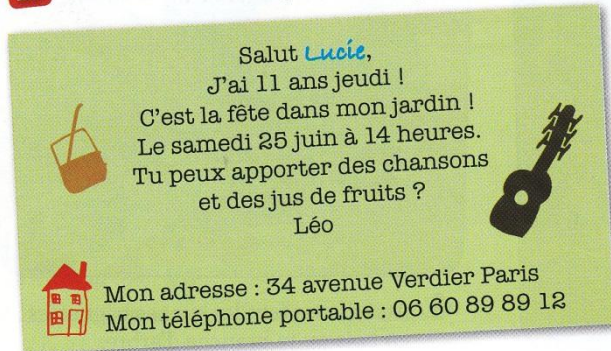 Salut Lucie,
J'ai 11 ans jeudi !
C'est la fête dans mon jardin !
Le samedi 25 juin à 14 heures.
Tu peux apporter des chansons
et des jus de fruits ?
Léo
Mon adresse : 34 avenue Verdier Paris
Mon téléphone portable : 06 60 89 89 12